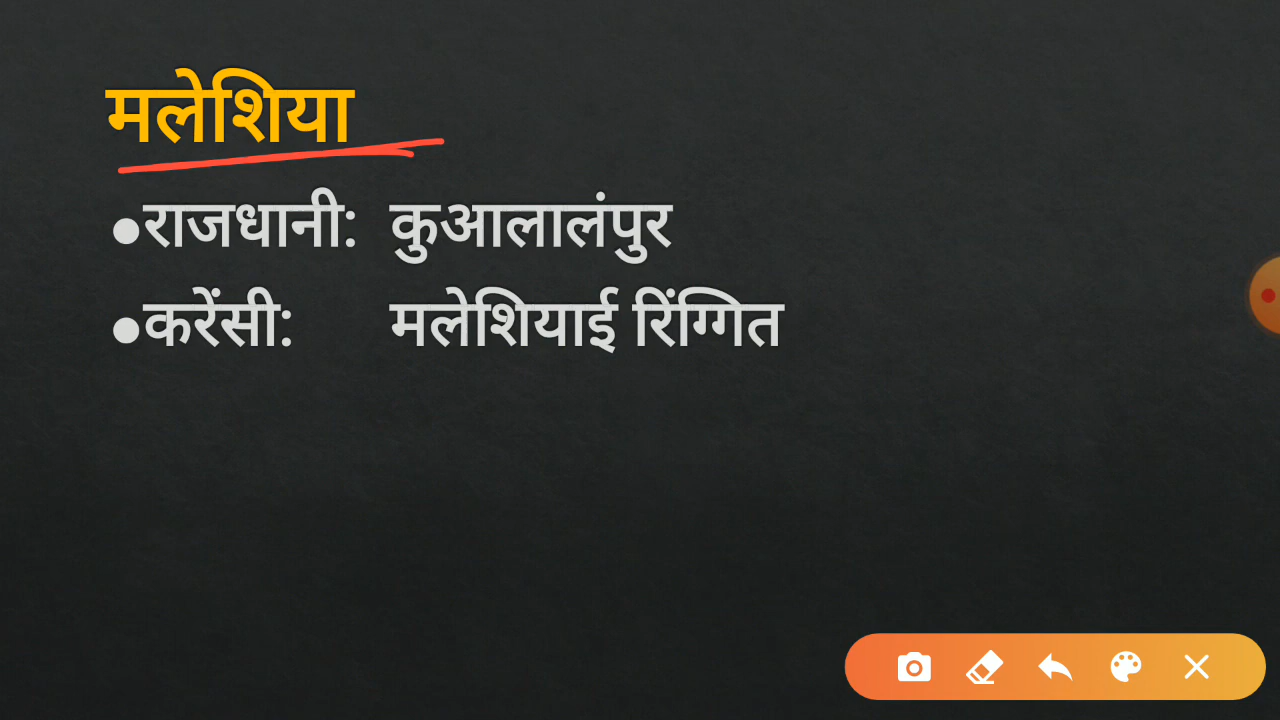 मलेशिया
•राजधानी: कुआलालंपुर
•करेंसी: मलेशियाई रिंग्गित